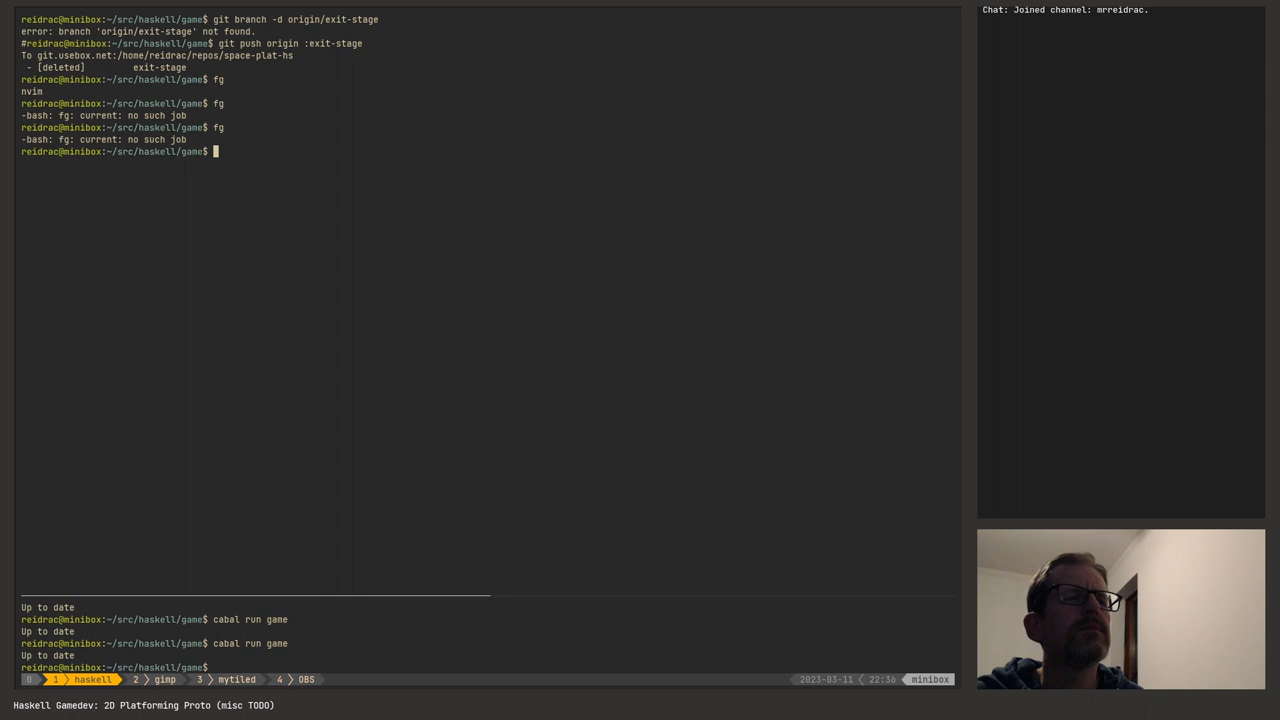 reidrac@minibox:~/src/haskell/game$ git branch -d origin/exit-stage
error: branch 'origin/exit-stage' not found.
#reidrac@minibox:~/src/haskell/game$ git push origin :exit-stage
To git.usebox.net:/home/reidrac/repos/space-plat-hs
 - [deleted]         exit-stage
reidrac@minibox:~/src/haskell/game$ fg
nvim
reidrac@minibox:~/src/haskell/game$ fg
-bash: fg: current: no such job
reidrac@minibox:~/src/haskell/game$ fg
-bash: fg: current: no such job
reidrac@minibox:~/src/haskell/game$
Up to date
reidrac@minibox:~/src/haskell/game$ cabal run game
Up to date
reidrac@minibox:~/src/haskell/game$ cabal run game
Up to date
reidrac@minibox:~/src/haskell/game$
0 1 haskell 2 gimp 3 mytiled 4 OBS 2023-03-11 22:36 minibox
Haskell Gamedev: 2D Platforming Proto (misc TODO)
Chat: Joined channel: mrreidrac.